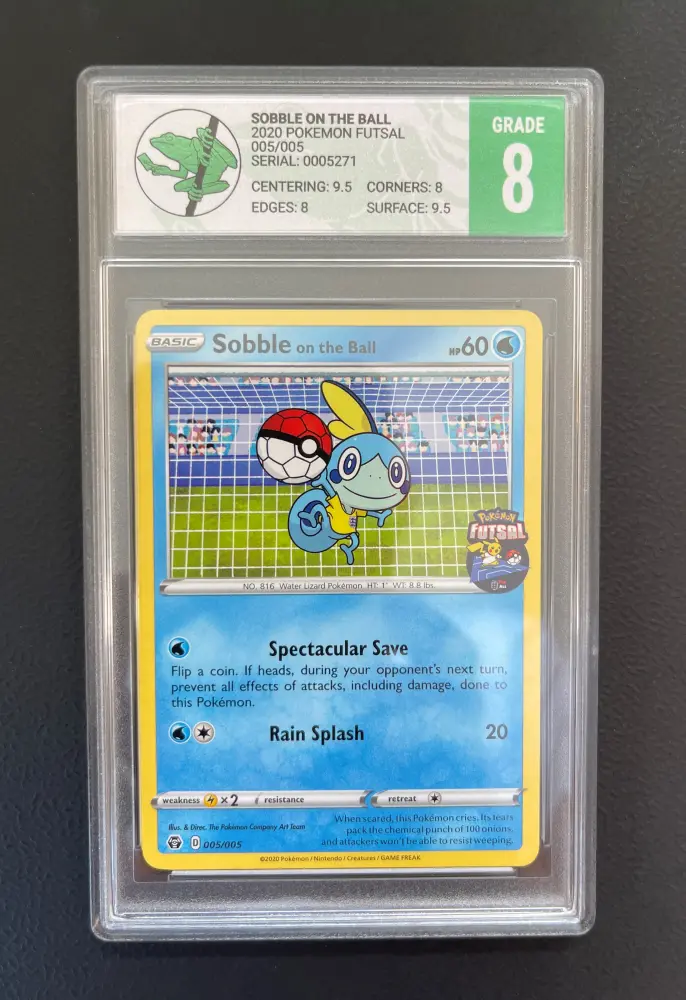 SOBBLE ON THE BALL
2020 POKEMON FUTSAL
005/005
SERIAL: 0005271
CENTERING: 9.5 CORNERS: 8
EDGES: 8 SURFACE: 9.5
GRADE
8
BASIC Sobble on the Ball HP60
Pokémon
FUTSAL
NO. 816 Water Lizard Pokémon. HT: 1" WT: 8.8 lbs.
Spectacular Save
Flip a coin. If heads, during your opponent's next turn,
prevent all effects of attacks, including damage, done to
this Pokémon.
Rain Splash 20
weakness ×2 resistance retreat
Illus. & Direc. The Pokémon Company Art Team
D 005/005
When scared, this Pokémon cries. Its tears
pack the chemical punch of 100 onions,
and attackers won't be able to resist weeping.
©2020 Pokémon / Nintendo / Creatures / GAME FREAK